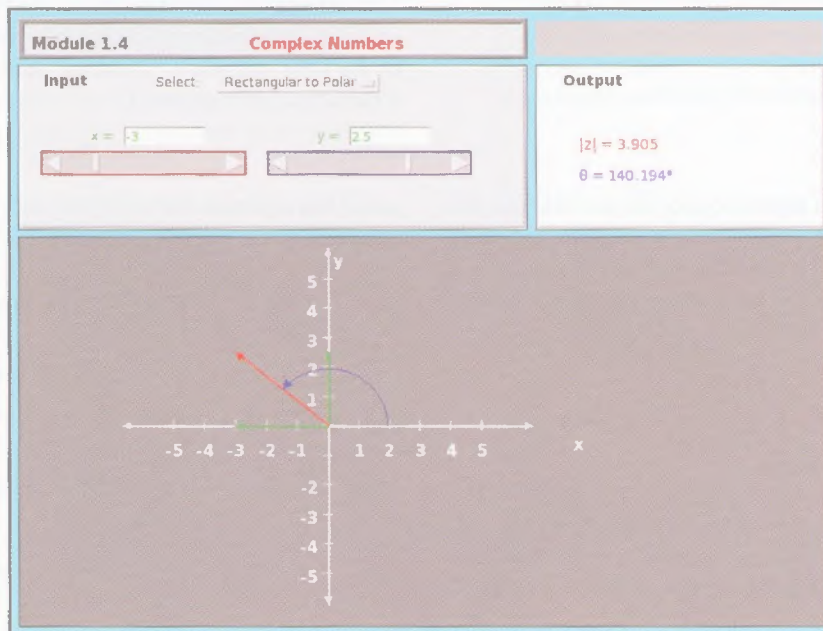 Module 1.4 Complex Numbers
Input Select: Rectangular to Polar
x = -3 y = 2.5
Output
|z| = 3.905
θ = 140.194°
y
5
4
3
2
1
-5 -4 -3 -2 -1 1 2 3 4 5 x
-2
-3
-4
-5